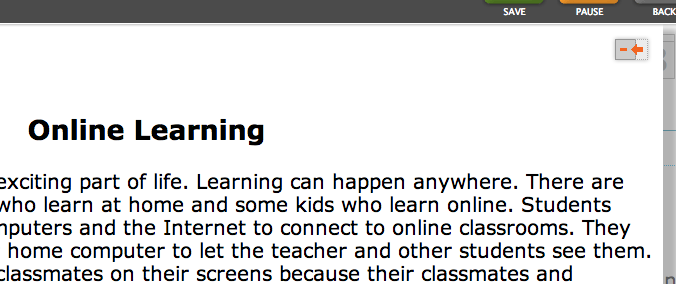 SAVE PAUSE BACK
Online Learning
exciting part of life. Learning can happen anywhere. There are
who learn at home and some kids who learn online. Students
mputers and the Internet to connect to online classrooms. They
home computer to let the teacher and other students see them.
classmates on their screens because their classmates and